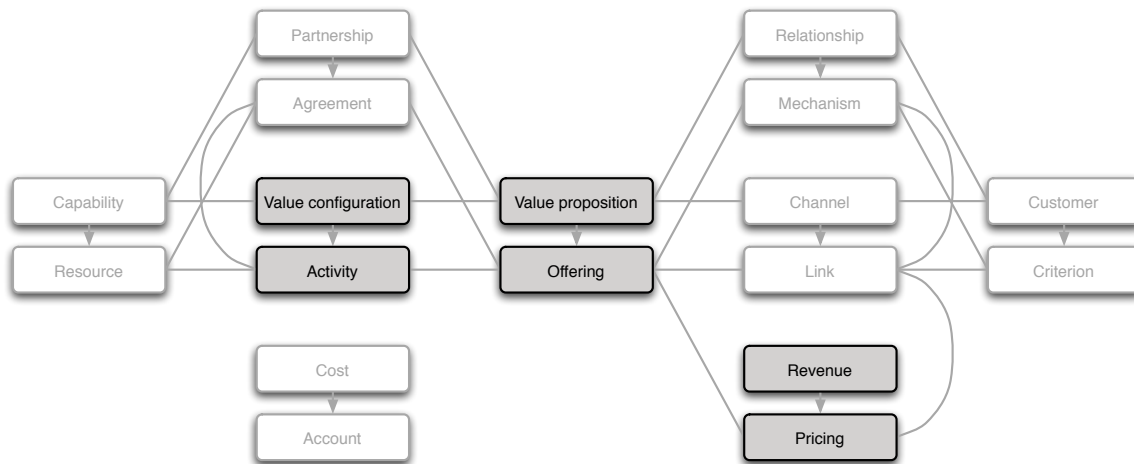 Partnership
Relationship
Agreement
Mechanism
Capability
Value configuration
Value proposition
Channel
Customer
Resource
Activity
Offering
Link
Criterion
Cost
Revenue
Account
Pricing